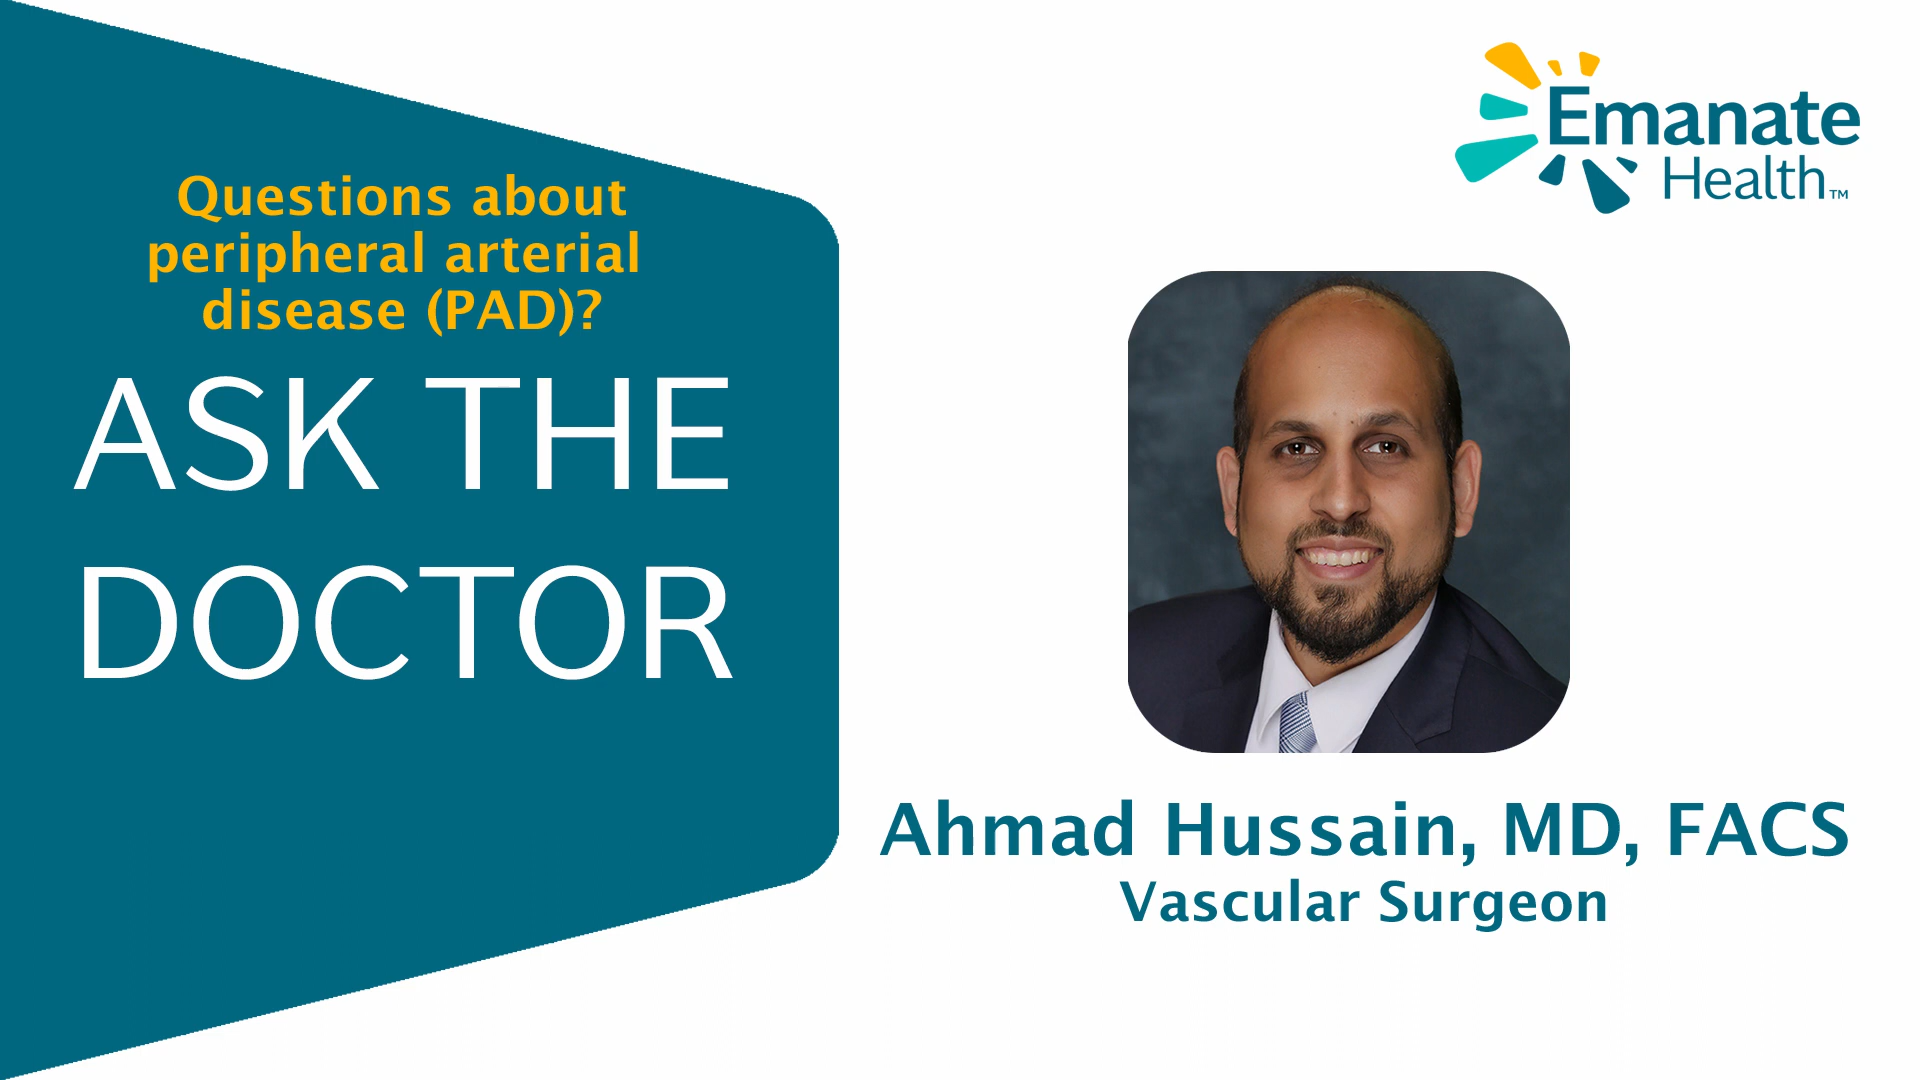 Questions about
peripheral arterial
disease (PAD)?
ASK THE
DOCTOR
Emanate
Health™
Ahmad Hussain, MD, FACS
Vascular Surgeon